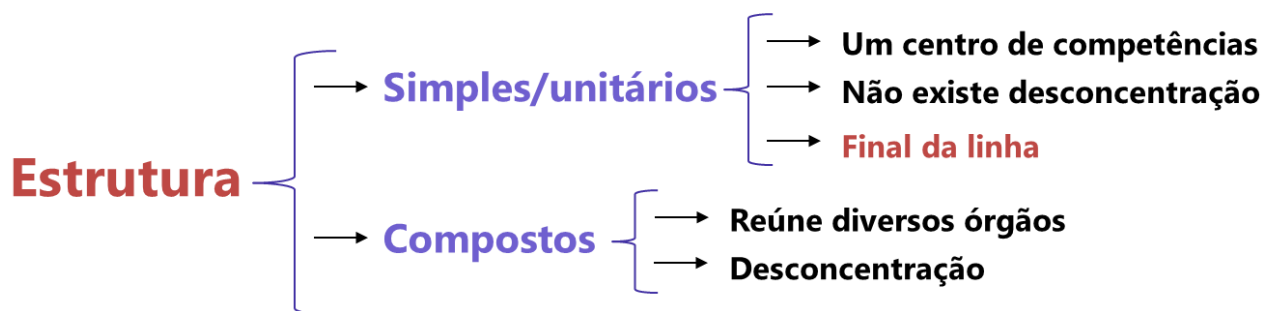 Estrutura
Simples/unitários
Um centro de competências
Não existe desconcentração
Final da linha
Compostos
Reúne diversos órgãos
Desconcentração